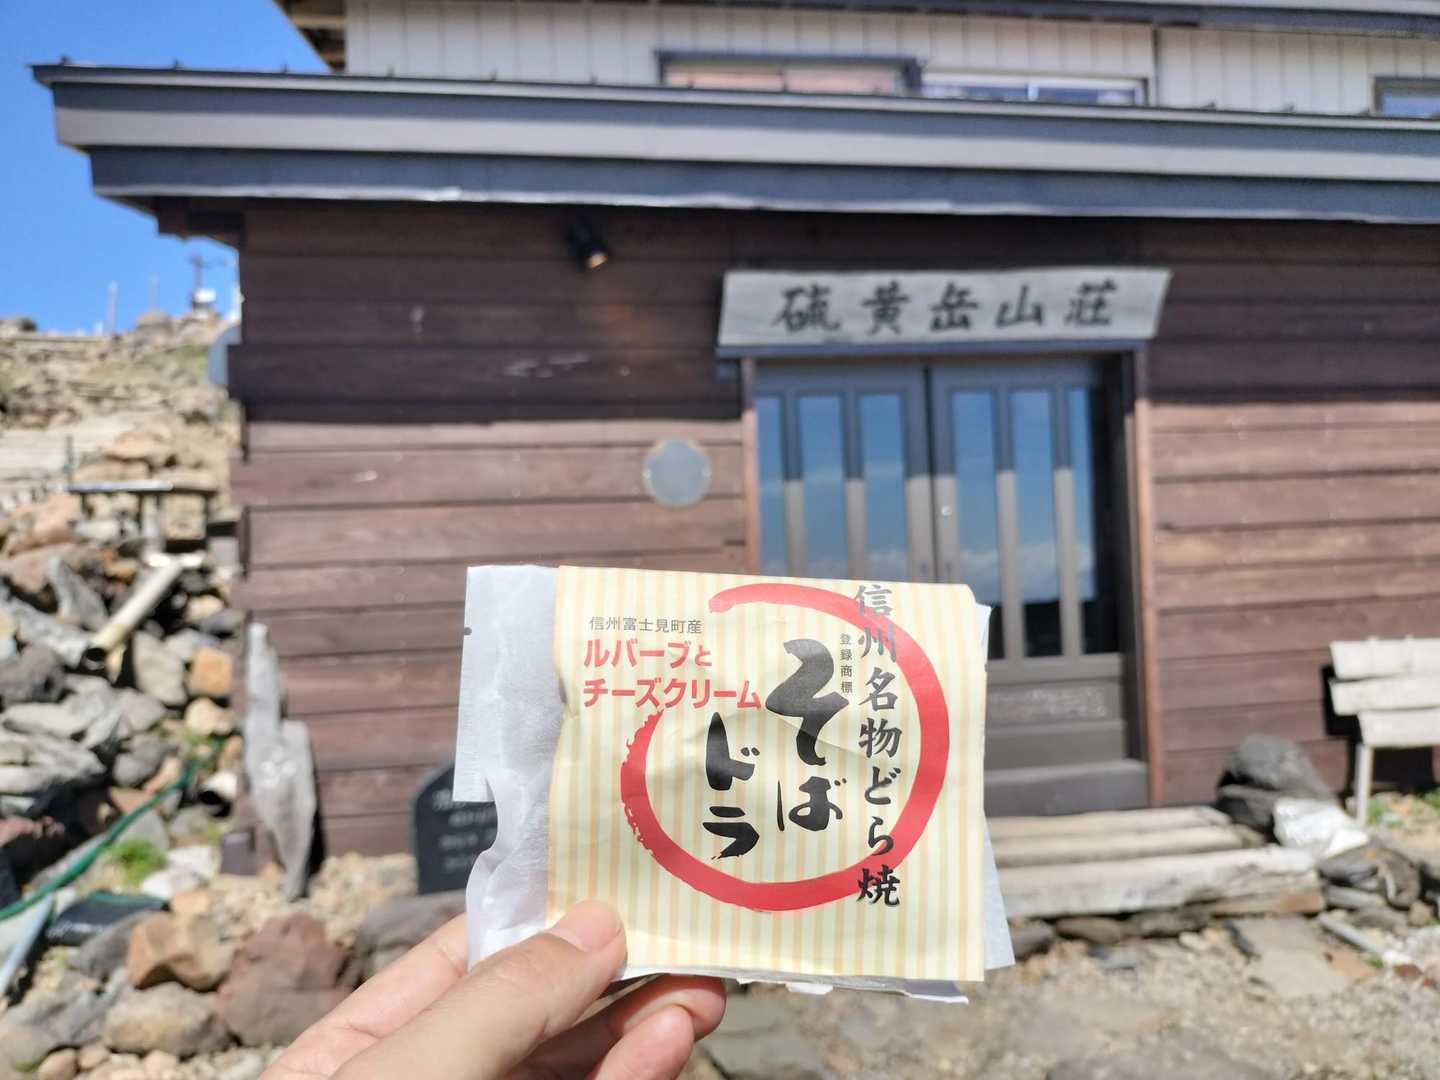 硫黄岳山荘
信州富士見町産
ルバーブと
チーズクリーム
信州名物どら焼
登録商標
そば
ドラ